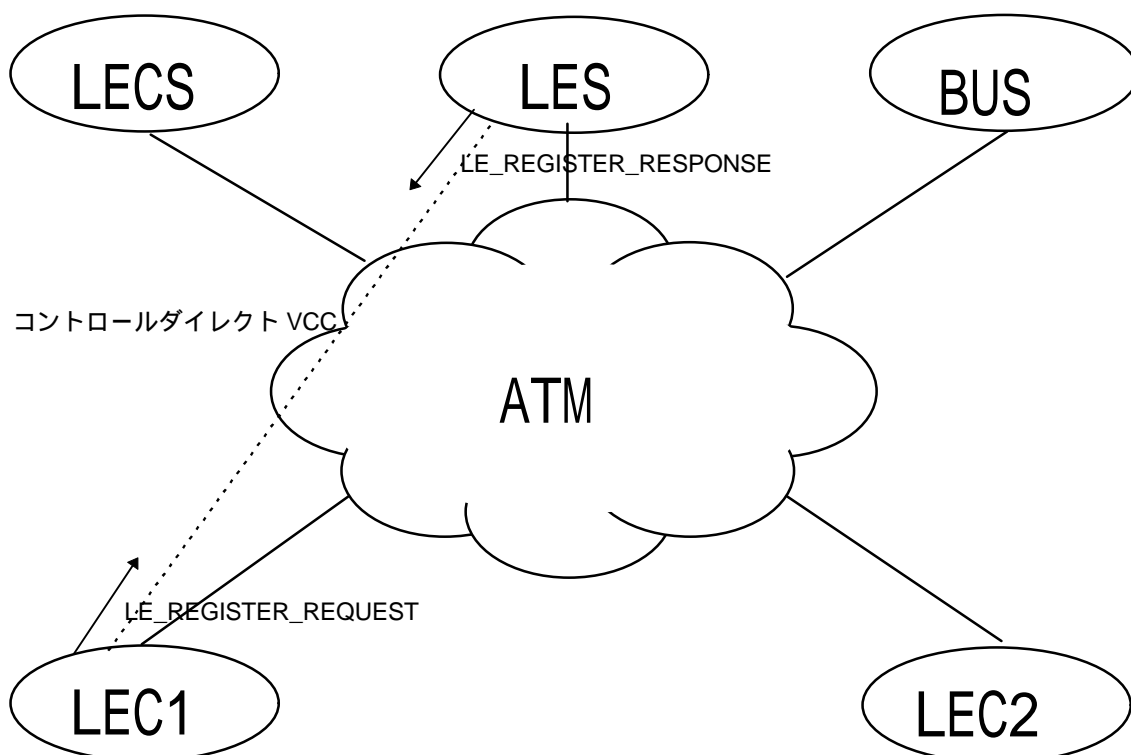 LECS
LES
BUS
LE_REGISTER_RESPONSE
コントロールダイレクト VCC
ATM
LE_REGISTER_REQUEST
LEC1
LEC2